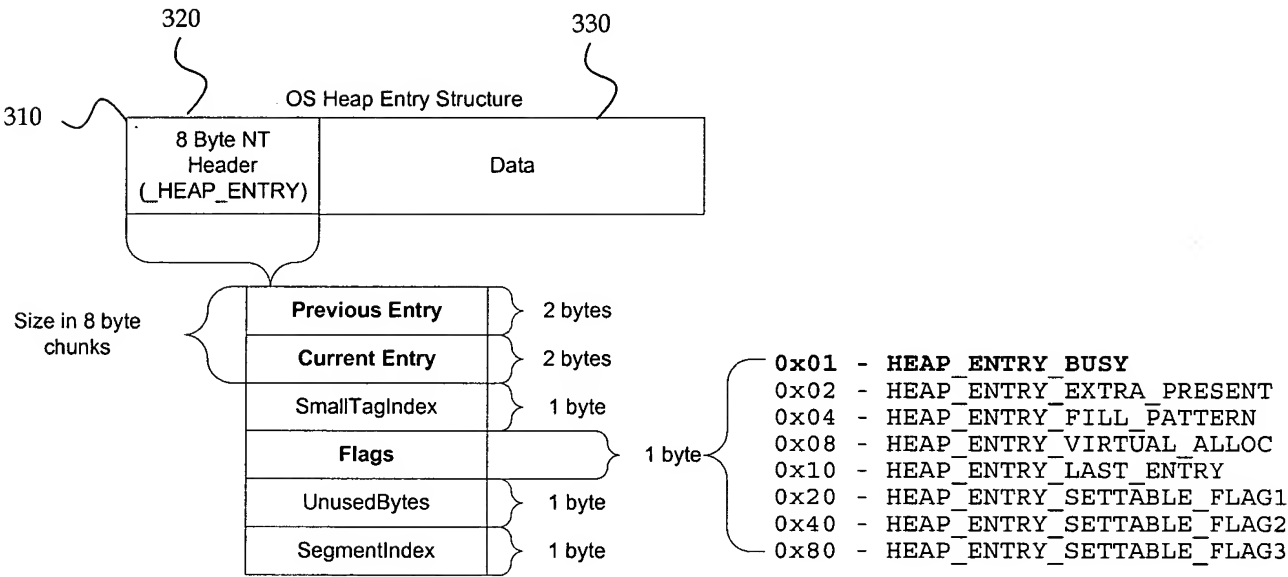 320
330
310
OS Heap Entry Structure
8 Byte NT
Header
(_HEAP_ENTRY)
Data
Size in 8 byte
chunks
Previous Entry
2 bytes
Current Entry
2 bytes
SmallTagIndex
1 byte
Flags
1 byte
UnusedBytes
1 byte
SegmentIndex
1 byte
0x01 - HEAP_ENTRY_BUSY
0x02 - HEAP_ENTRY_EXTRA_PRESENT
0x04 - HEAP_ENTRY_FILL_PATTERN
0x08 - HEAP_ENTRY_VIRTUAL_ALLOC
0x10 - HEAP_ENTRY_LAST_ENTRY
0x20 - HEAP_ENTRY_SETTABLE_FLAG1
0x40 - HEAP_ENTRY_SETTABLE_FLAG2
0x80 - HEAP_ENTRY_SETTABLE_FLAG3